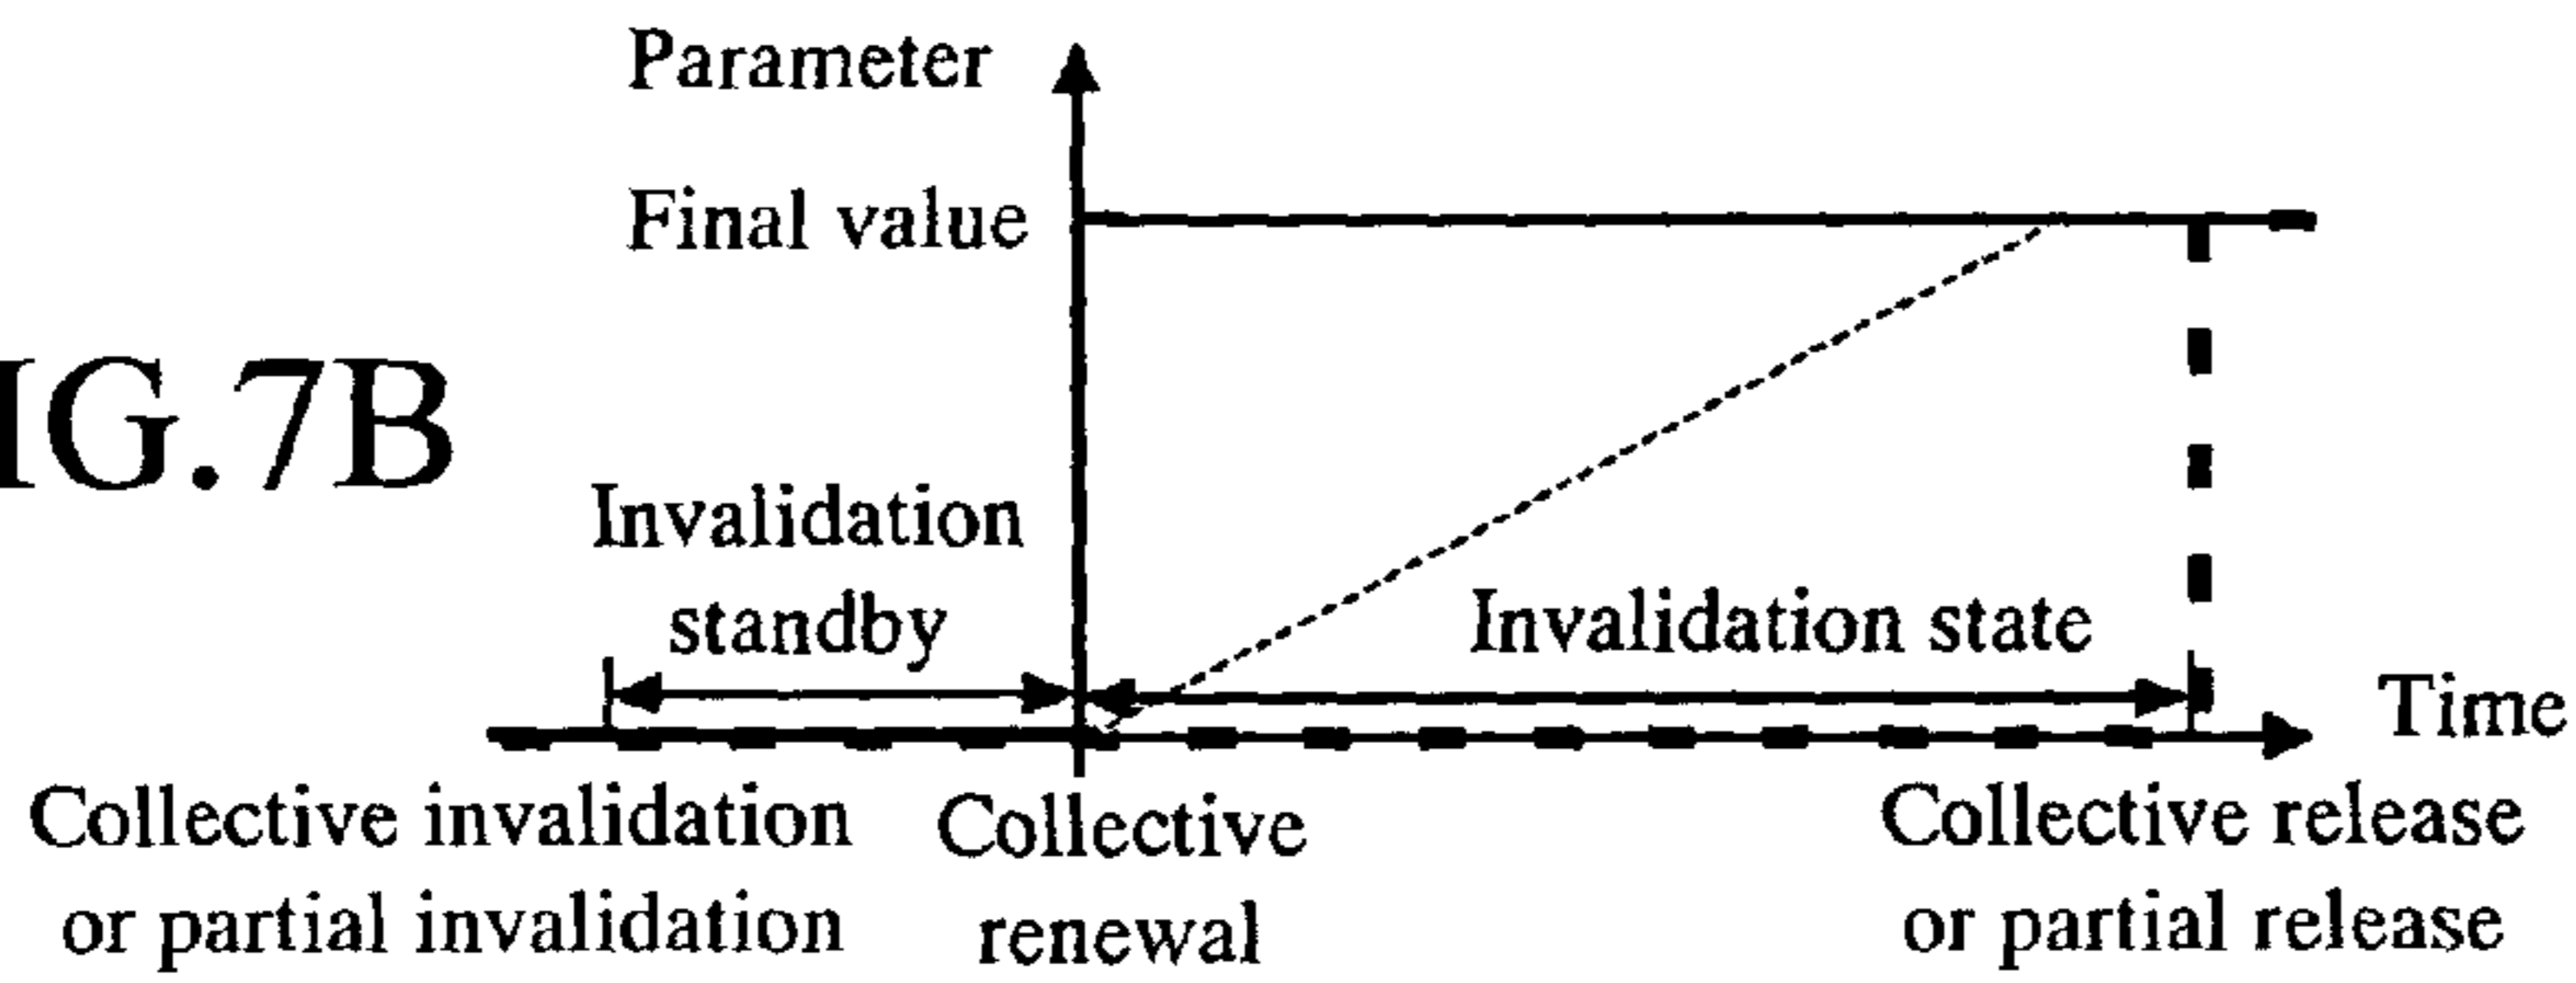 Parameter
Final value
IG.7B
Invalidation
standby
Invalidation state
Time
Collective invalidation
or partial invalidation
Collective
renewal
Collective release
or partial release